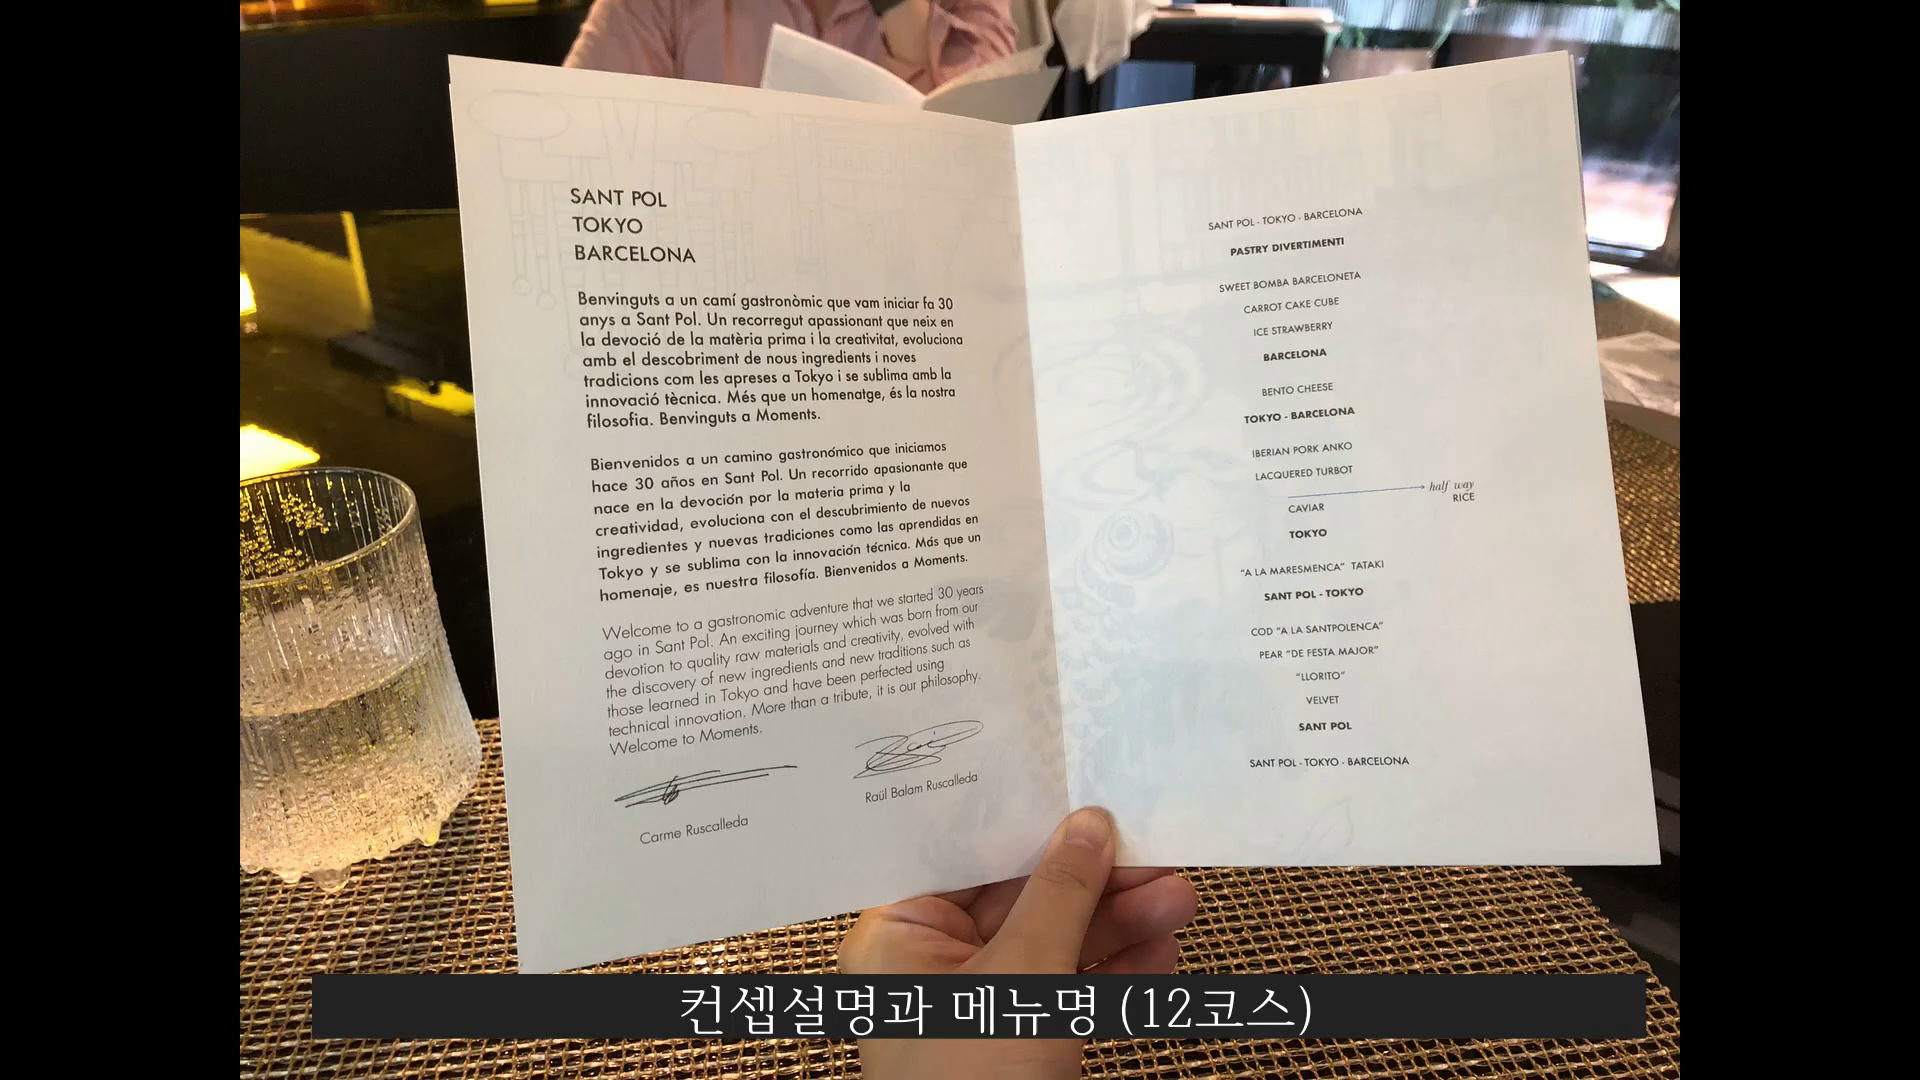 SANT POL
TOKYO
BARCELONA
Benvinguts a un camí gastronòmic que vam iniciar fa 30
anys a Sant Pol. Un recorregut apassionant que neix en
la devoció de la matèria prima i la creativitat, evoluciona
amb el descobriment de nous ingredients i noves
tradicions com les apreses a Tokyo i se sublima amb la
innovació tècnica. Més que un homenatge, és la nostra
filosofia. Benvinguts a Moments.
Bienvenidos a un camino gastronómico que iniciamos
hace 30 años en Sant Pol. Un recorrido apasionante que
nace en la devoción por la materia prima y la
creatividad, evoluciona con el descubrimiento de nuevos
ingredientes y nuevas tradiciones como las aprendidas en
Tokyo y se sublima con la innovación técnica. Más que un
homenaje, es nuestra filosofía. Bienvenidos a Moments.
Welcome to a gastronomic adventure that we started 30 years
ago in Sant Pol. An exciting journey which was born from our
devotion to quality raw materials and creativity, evolved with
the discovery of new ingredients and new traditions such as
those learned in Tokyo and have been perfected using
technical innovation. More than a tribute, it is our philosophy.
Welcome to Moments.
Carme Ruscalleda
Raül Balam Ruscalleda
SANT POL - TOKYO - BARCELONA
PASTRY DIVERTIMENTI
SWEET BOMBA BARCELONETA
CARROT CAKE CUBE
ICE STRAWBERRY
BARCELONA
BENTO CHEESE
TOKYO - BARCELONA
IBERIAN PORK ANKO
LACQUERED TURBOT
half way
RICE
CAVIAR
TOKYO
"A LA MARESMENCA" TATAKI
SANT POL - TOKYO
COD "A LA SANTPOLENCA"
PEAR "DE FESTA MAJOR"
"LLORITO"
VELVET
SANT POL
SANT POL - TOKYO - BARCELONA
컨셉설명과 메뉴명 (12코스)